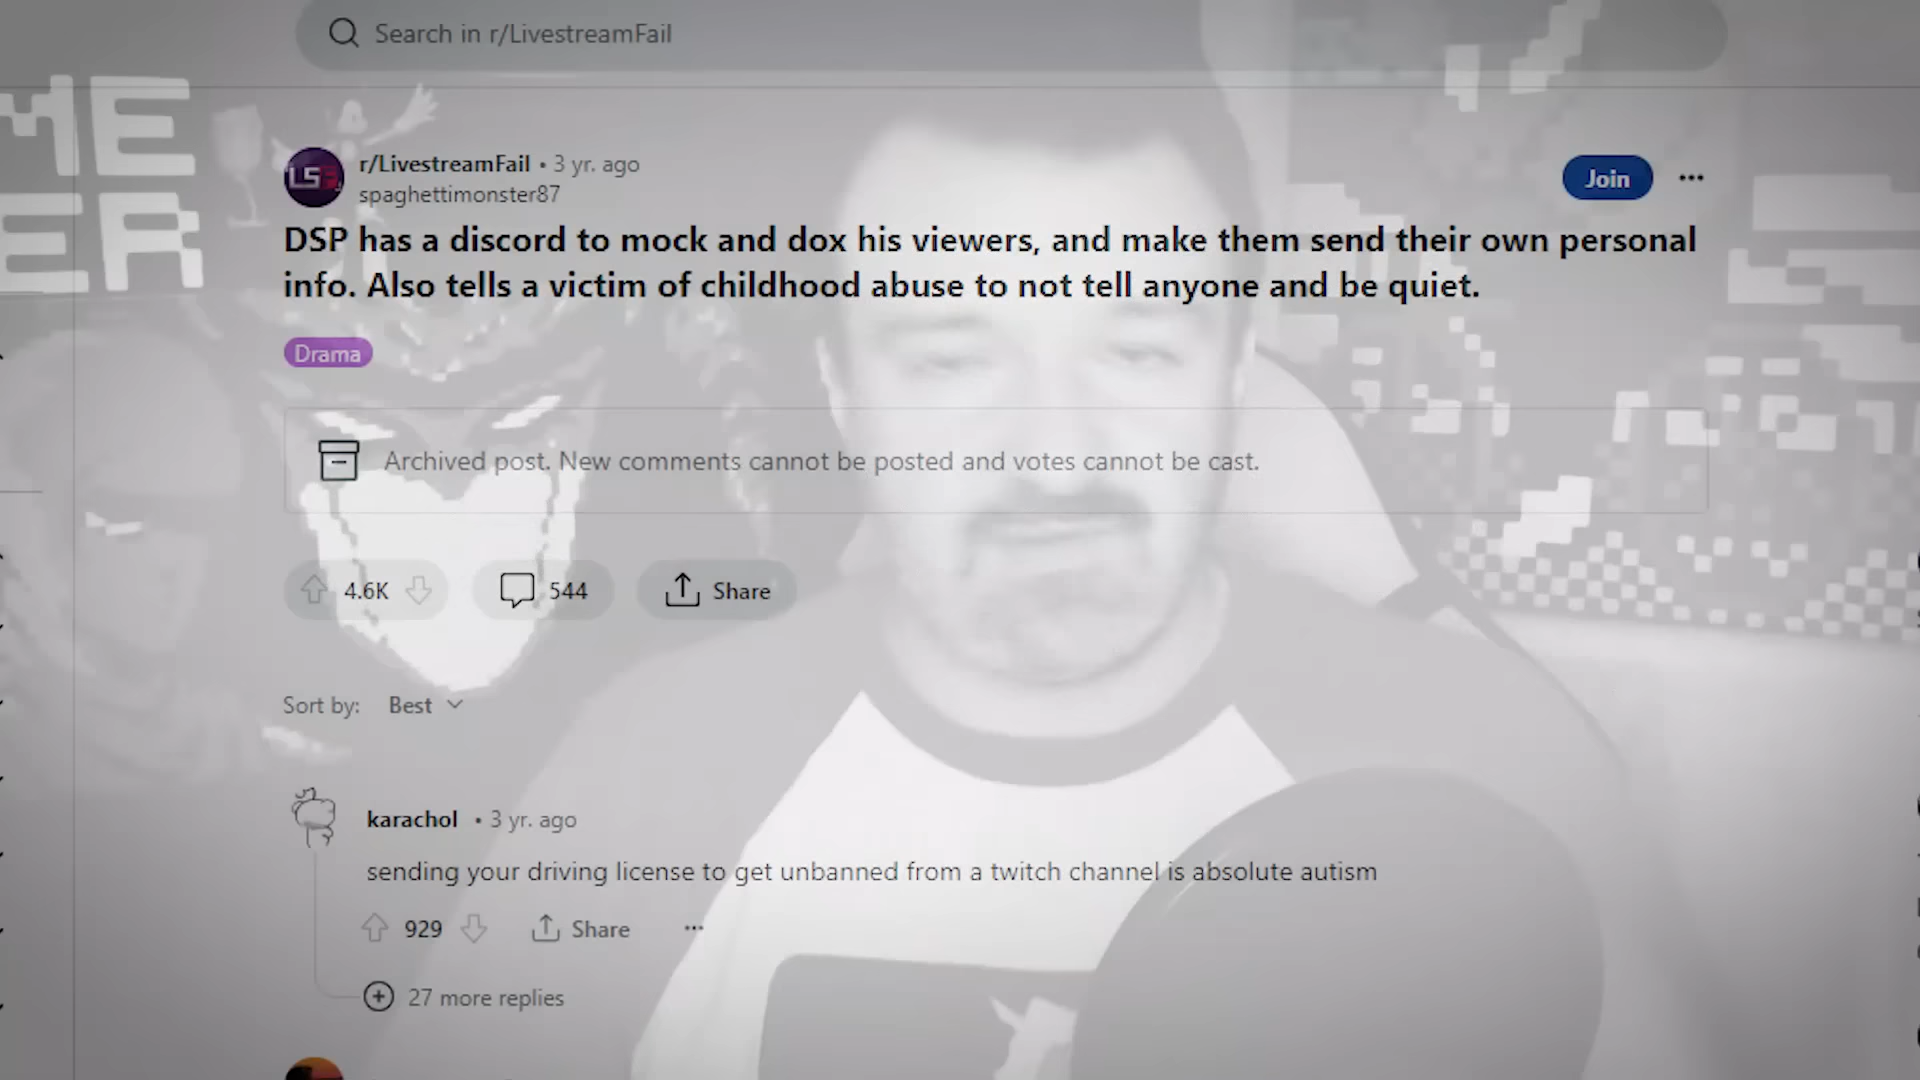 Search in r/LivestreamFail
ME
ER
LSF
r/LivestreamFail • 3 yr. ago
spaghettimonster87
Join
DSP has a discord to mock and dox his viewers, and make them send their own personal
info. Also tells a victim of childhood abuse to not tell anyone and be quiet.
Drama
Archived post. New comments cannot be posted and votes cannot be cast.
4.6K
544
Share
Sort by: Best
karachol • 3 yr. ago
sending your driving license to get unbanned from a twitch channel is absolute autism
929
Share
27 more replies